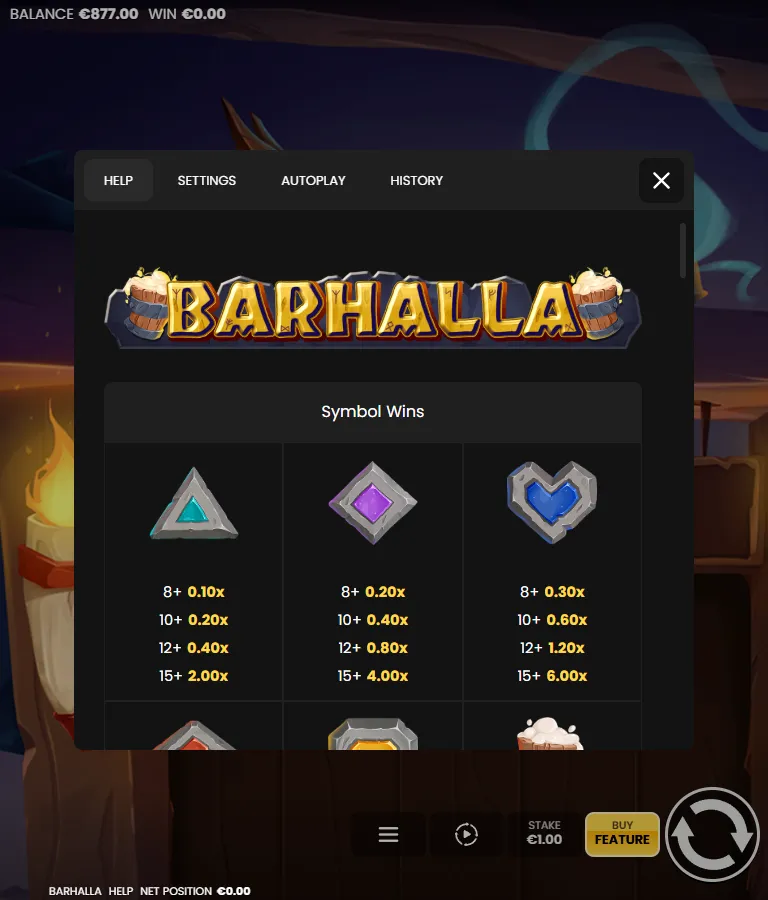 BALANCE €877.00 WIN €0.00
HELP SETTINGS AUTOPLAY HISTORY
BARHALLA
Symbol Wins
8+ 0.10x 8+ 0.20x 8+ 0.30x
10+ 0.20x 10+ 0.40x 10+ 0.60x
12+ 0.40x 12+ 0.80x 12+ 1.20x
15+ 2.00x 15+ 4.00x 15+ 6.00x
STAKE
€1.00
BUY
FEATURE
BARHALLA HELP NET POSITION €0.00